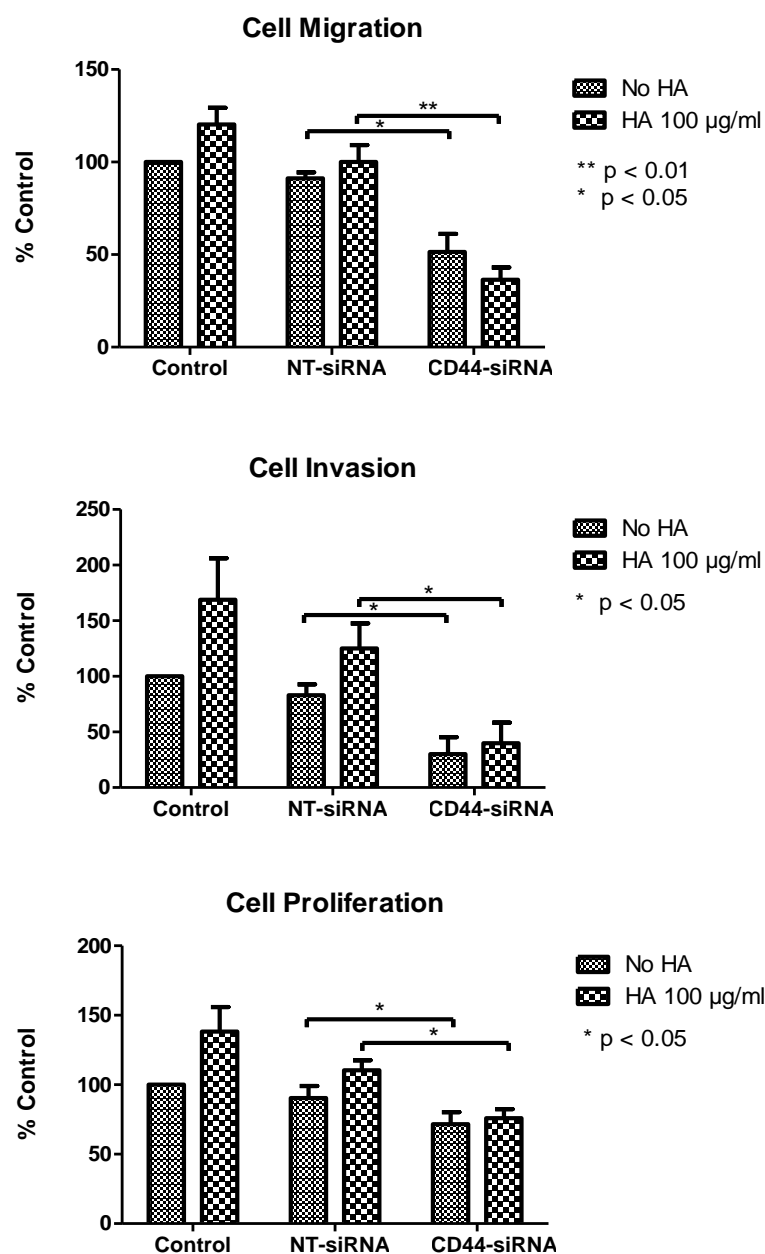 Cell Migration
% Control
150
100
50
0
**
*
Control NT-siRNA CD44-siRNA
No HA
HA 100 µg/ml
** p < 0.01
* p < 0.05
Cell Invasion
% Control
250
200
150
100
50
0
*
*
Control NT-siRNA CD44-siRNA
No HA
HA 100 µg/ml
* p < 0.05
Cell Proliferation
% Control
200
150
100
50
0
*
*
Control NT-siRNA CD44-siRNA
No HA
HA 100 µg/ml
* p < 0.05